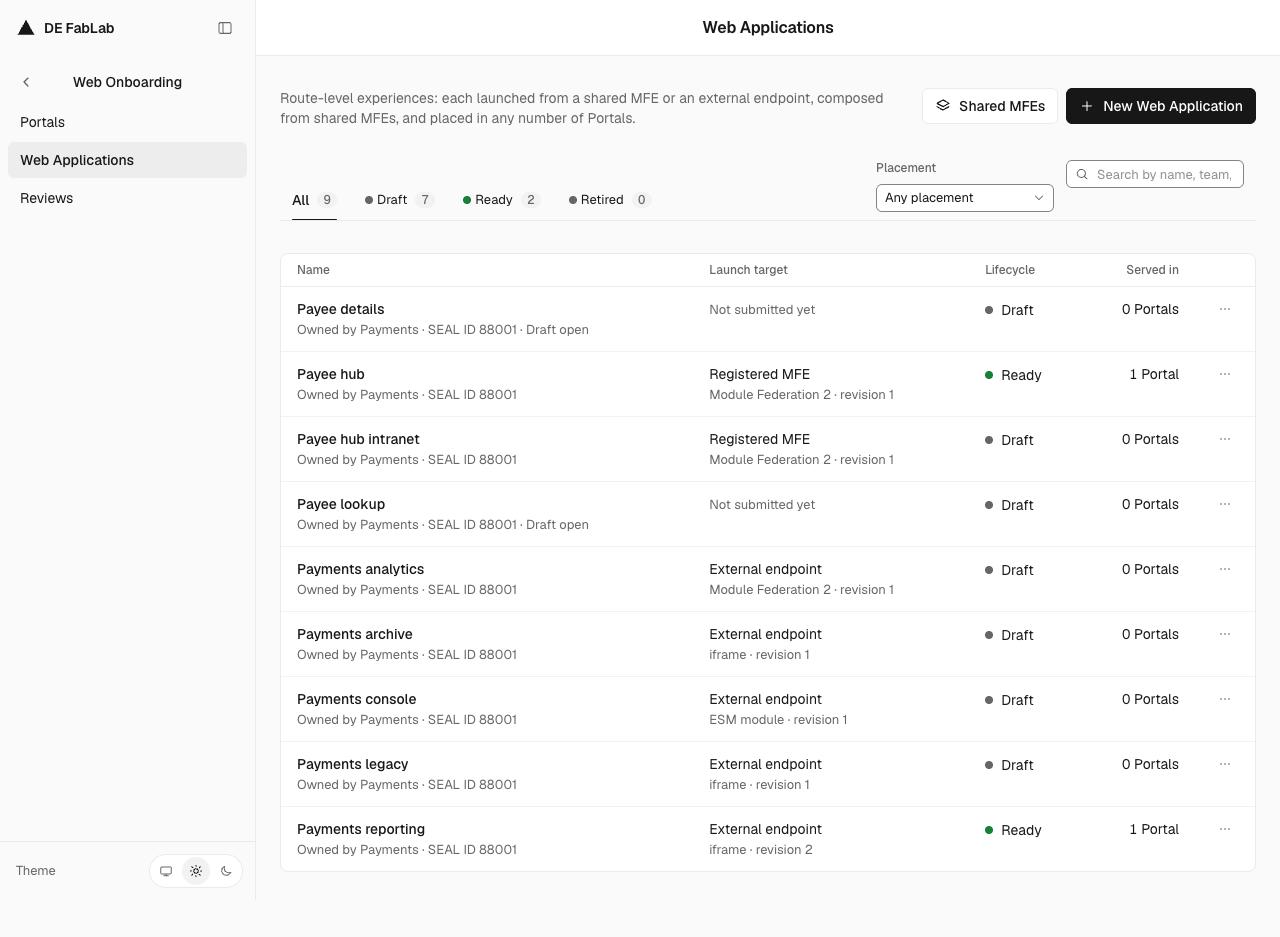 DE FabLab
Web Applications
Web Onboarding
Portals
Web Applications
Reviews
Route-level experiences: each launched from a shared MFE or an external endpoint, composed
from shared MFEs, and placed in any number of Portals.
Shared MFEs
New Web Application
Placement
Any placement
Search by name, team,
All 9
Draft 7
Ready 2
Retired 0
Name Launch target Lifecycle Served in
Payee details Not submitted yet Draft 0 Portals
Owned by Payments · SEAL ID 88001 · Draft open
Payee hub Registered MFE Ready 1 Portal
Owned by Payments · SEAL ID 88001 Module Federation 2 · revision 1
Payee hub intranet Registered MFE Draft 0 Portals
Owned by Payments · SEAL ID 88001 Module Federation 2 · revision 1
Payee lookup Not submitted yet Draft 0 Portals
Owned by Payments · SEAL ID 88001 · Draft open
Payments analytics External endpoint Draft 0 Portals
Owned by Payments · SEAL ID 88001 Module Federation 2 · revision 1
Payments archive External endpoint Draft 0 Portals
Owned by Payments · SEAL ID 88001 iframe · revision 1
Payments console External endpoint Draft 0 Portals
Owned by Payments · SEAL ID 88001 ESM module · revision 1
Payments legacy External endpoint Draft 0 Portals
Owned by Payments · SEAL ID 88001 iframe · revision 1
Payments reporting External endpoint Ready 1 Portal
Owned by Payments · SEAL ID 88001 iframe · revision 2
Theme